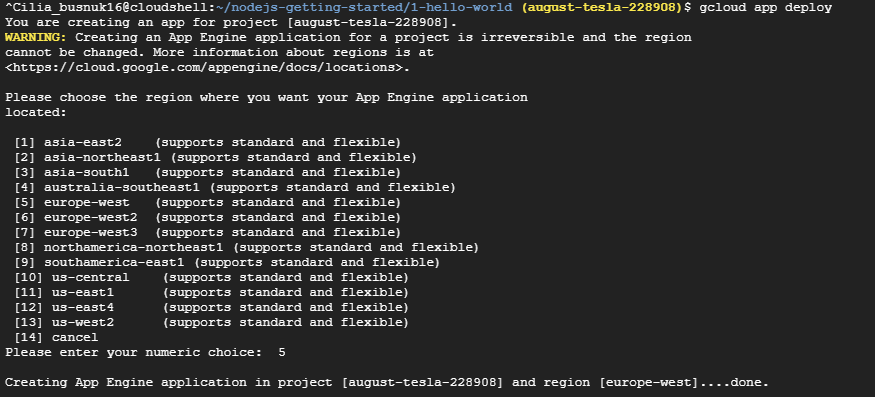 ^Cilia_busnuk16@cloudshell:~/nodejs-getting-started/1-hello-world (august-tesla-228908)$ gcloud app deploy
You are creating an app for project [august-tesla-228908].
WARNING: Creating an App Engine application for a project is irreversible and the region
cannot be changed. More information about regions is at
<https://cloud.google.com/appengine/docs/locations>.
Please choose the region where you want your App Engine application
located:
[1] asia-east2    (supports standard and flexible)
[2] asia-northeast1 (supports standard and flexible)
[3] asia-south1   (supports standard and flexible)
[4] australia-southeast1 (supports standard and flexible)
[5] europe-west   (supports standard and flexible)
[6] europe-west2  (supports standard and flexible)
[7] europe-west3  (supports standard and flexible)
[8] northamerica-northeast1 (supports standard and flexible)
[9] southamerica-east1 (supports standard and flexible)
[10] us-central    (supports standard and flexible)
[11] us-east1      (supports standard and flexible)
[12] us-east4      (supports standard and flexible)
[13] us-west2      (supports standard and flexible)
[14] cancel
Please enter your numeric choice:  5
Creating App Engine application in project [august-tesla-228908] and region [europe-west]....done.